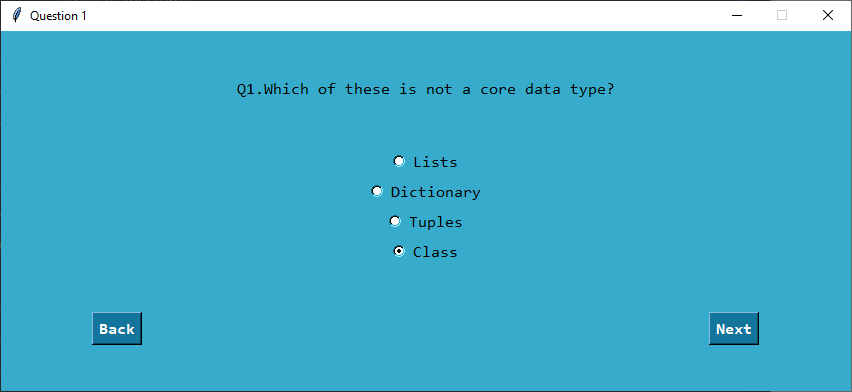 Question 1
Q1.Which of these is not a core data type?
Lists
Dictionary
Tuples
Class
Back
Next